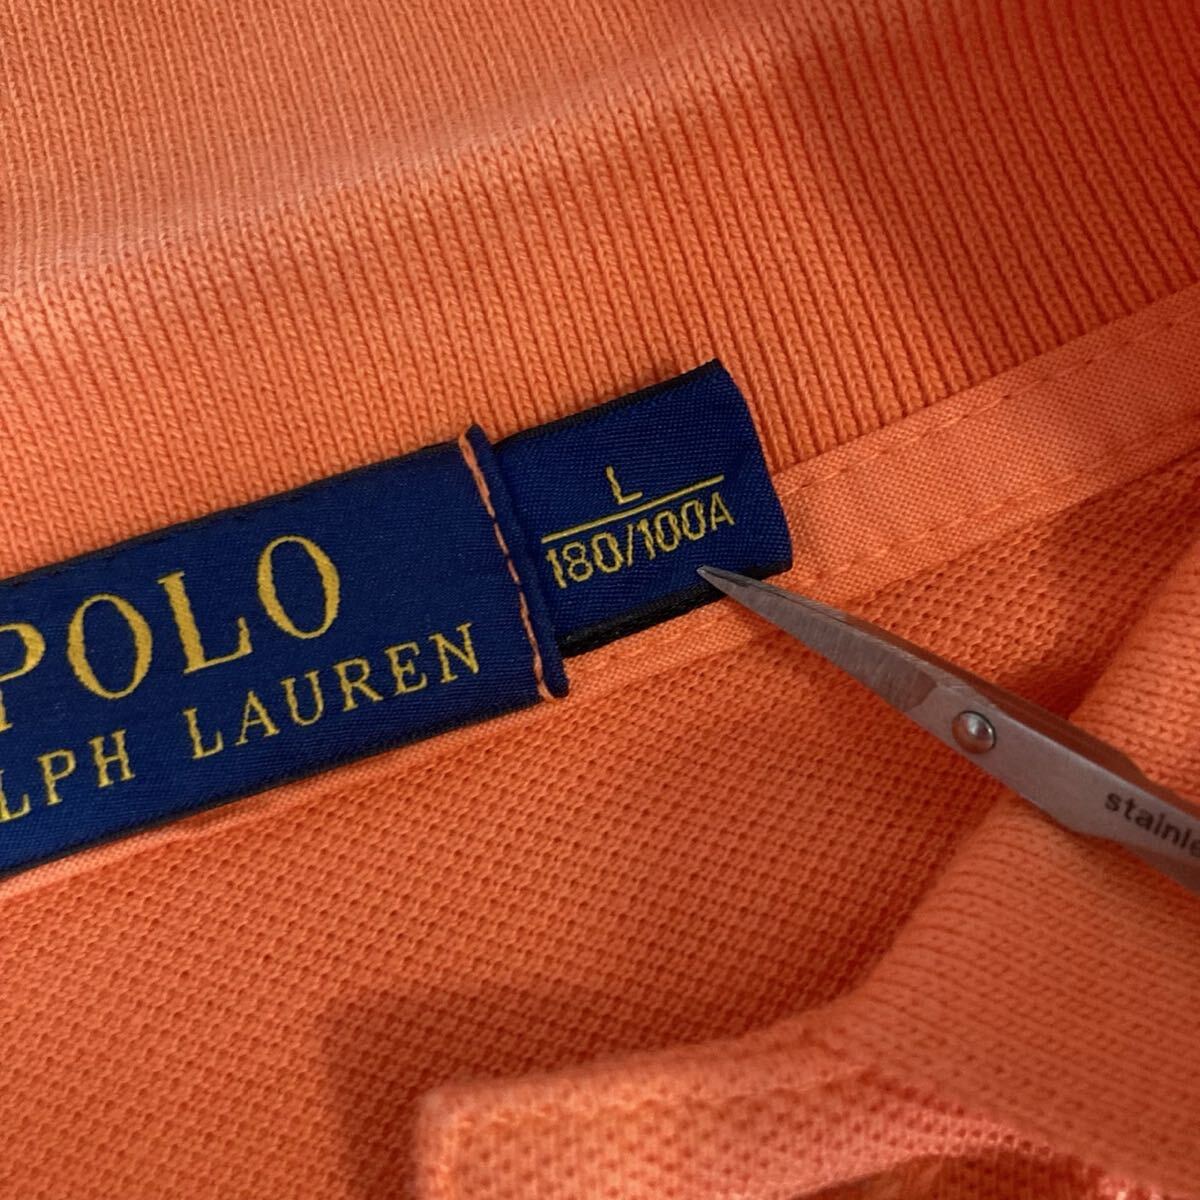 POLO
LPH LAUREN
L
180/100A
stainle